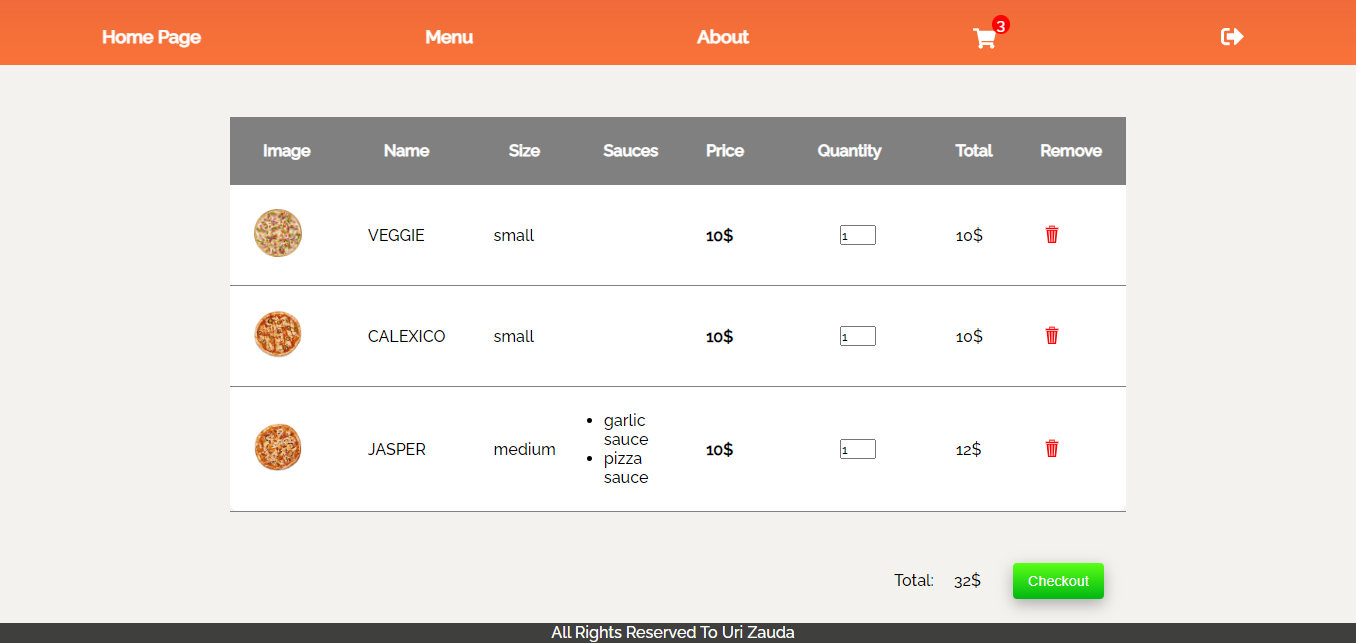 Home Page Menu About 3
Image Name Size Sauces Price Quantity Total Remove
VEGGIE small 10$ 1 10$
CALEXICO small 10$ 1 10$
JASPER medium 10$ 1 12$
• garlic
sauce
• pizza
sauce
Total: 32$ Checkout
All Rights Reserved To Uri Zauda